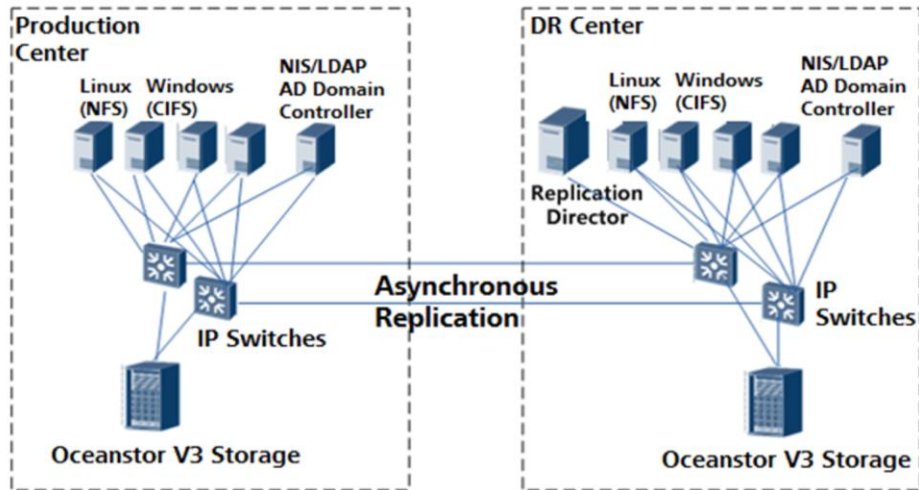 Production
Center
Linux
(NFS)
Windows
(CIFS)
NIS/LDAP
AD Domain
Controller
IP Switches
Oceanstor V3 Storage
Asynchronous
Replication
DR Center
Linux
(NFS)
Windows
(CIFS)
NIS/LDAP
AD Domain
Controller
Replication
Director
IP
Switches
Oceanstor V3 Storage